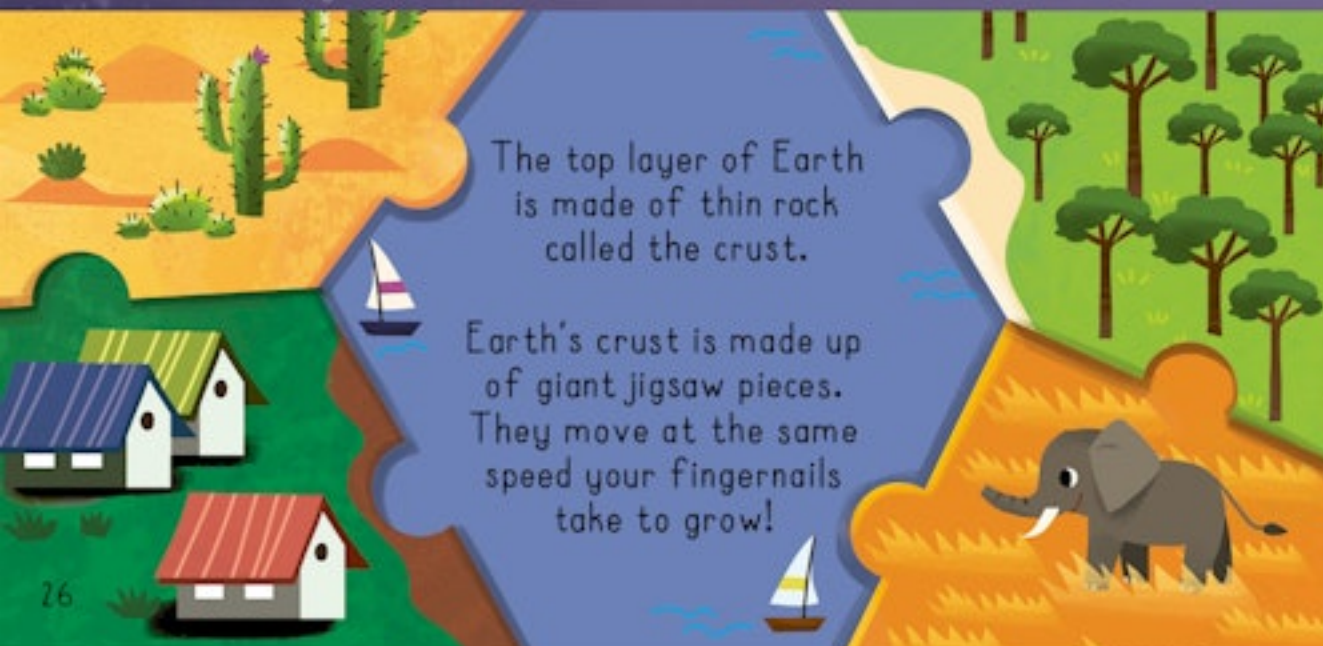 The top layer of Earth
is made of thin rock
called the crust.
Earth's crust is made up
of giant jigsaw pieces.
They move at the same
speed your fingernails
take to grow!
26